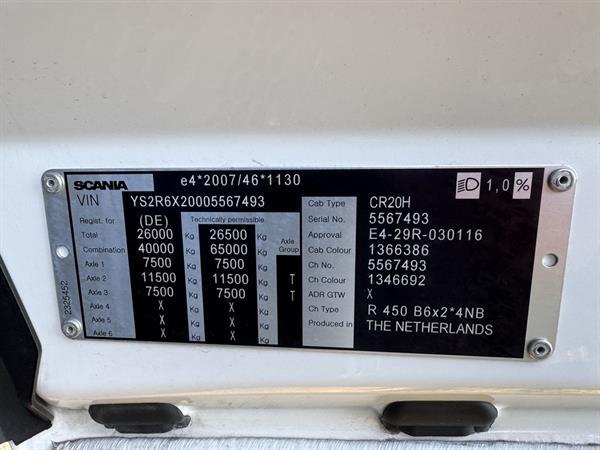 SCANIA e4*2007/46*1130 1,0 %
VIN YS2R6X20005567493
Regist. for (DE) Technically permissible
Total 26000 Kg 26500 Kg
Combination 40000 Kg 65000 Kg Axle Group
Axle 1 7500 Kg 7500 Kg
Axle 2 11500 Kg 11500 Kg T
Axle 3 7500 Kg 7500 Kg T
Axle 4 X Kg X Kg
Axle 5 X Kg X Kg
Axle 6 X Kg X Kg
Cab Type CR20H
Serial No. 5567493
Approval E4-29R-030116
Cab Colour 1366386
Ch No. 5567493
Ch Colour 1346692
ADR GTW X
Ch Type R 450 B6x2*4NB
Produced in THE NETHERLANDS
2325452